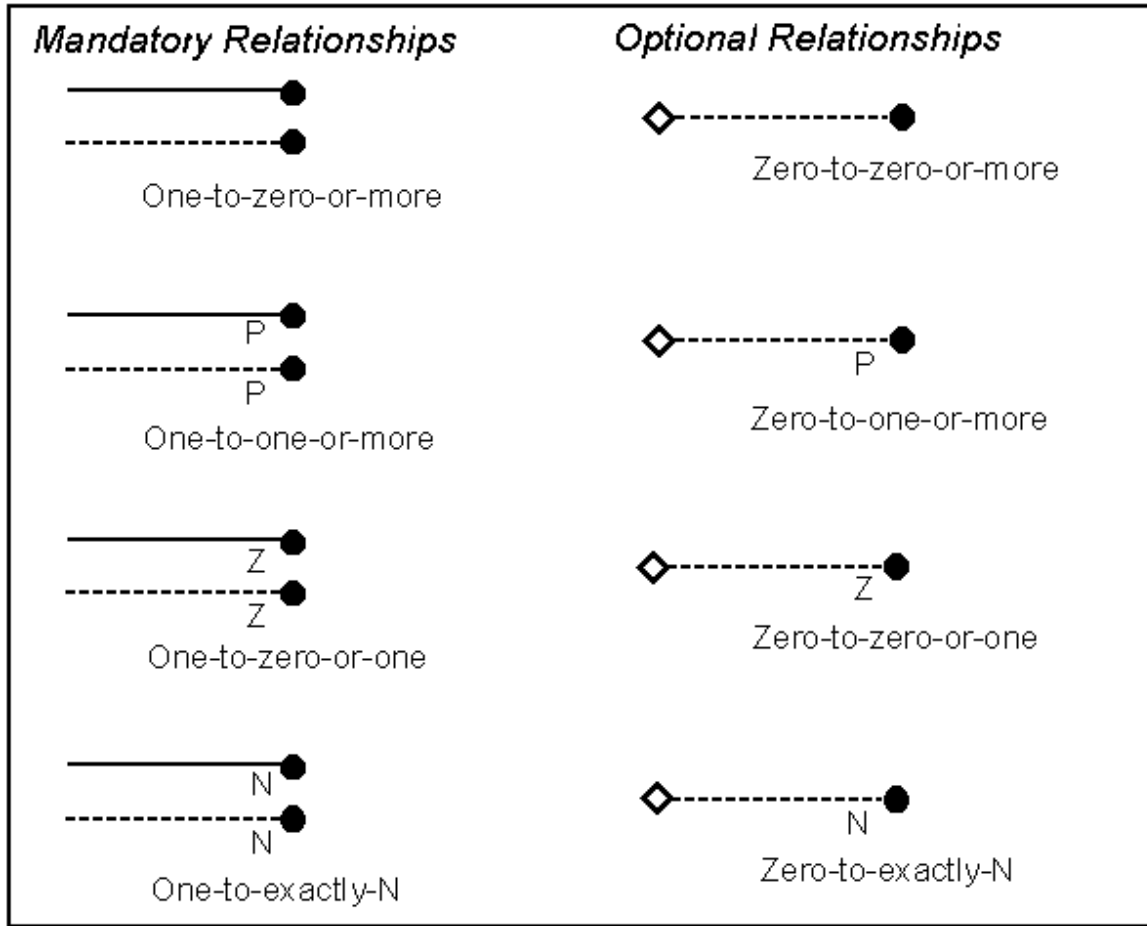 Mandatory Relationships
One-to-zero-or-more
P
P
One-to-one-or-more
Z
Z
One-to-zero-or-one
N
N
One-to-exactly-N
Optional Relationships
Zero-to-zero-or-more
P
Zero-to-one-or-more
Z
Zero-to-zero-or-one
N
Zero-to-exactly-N